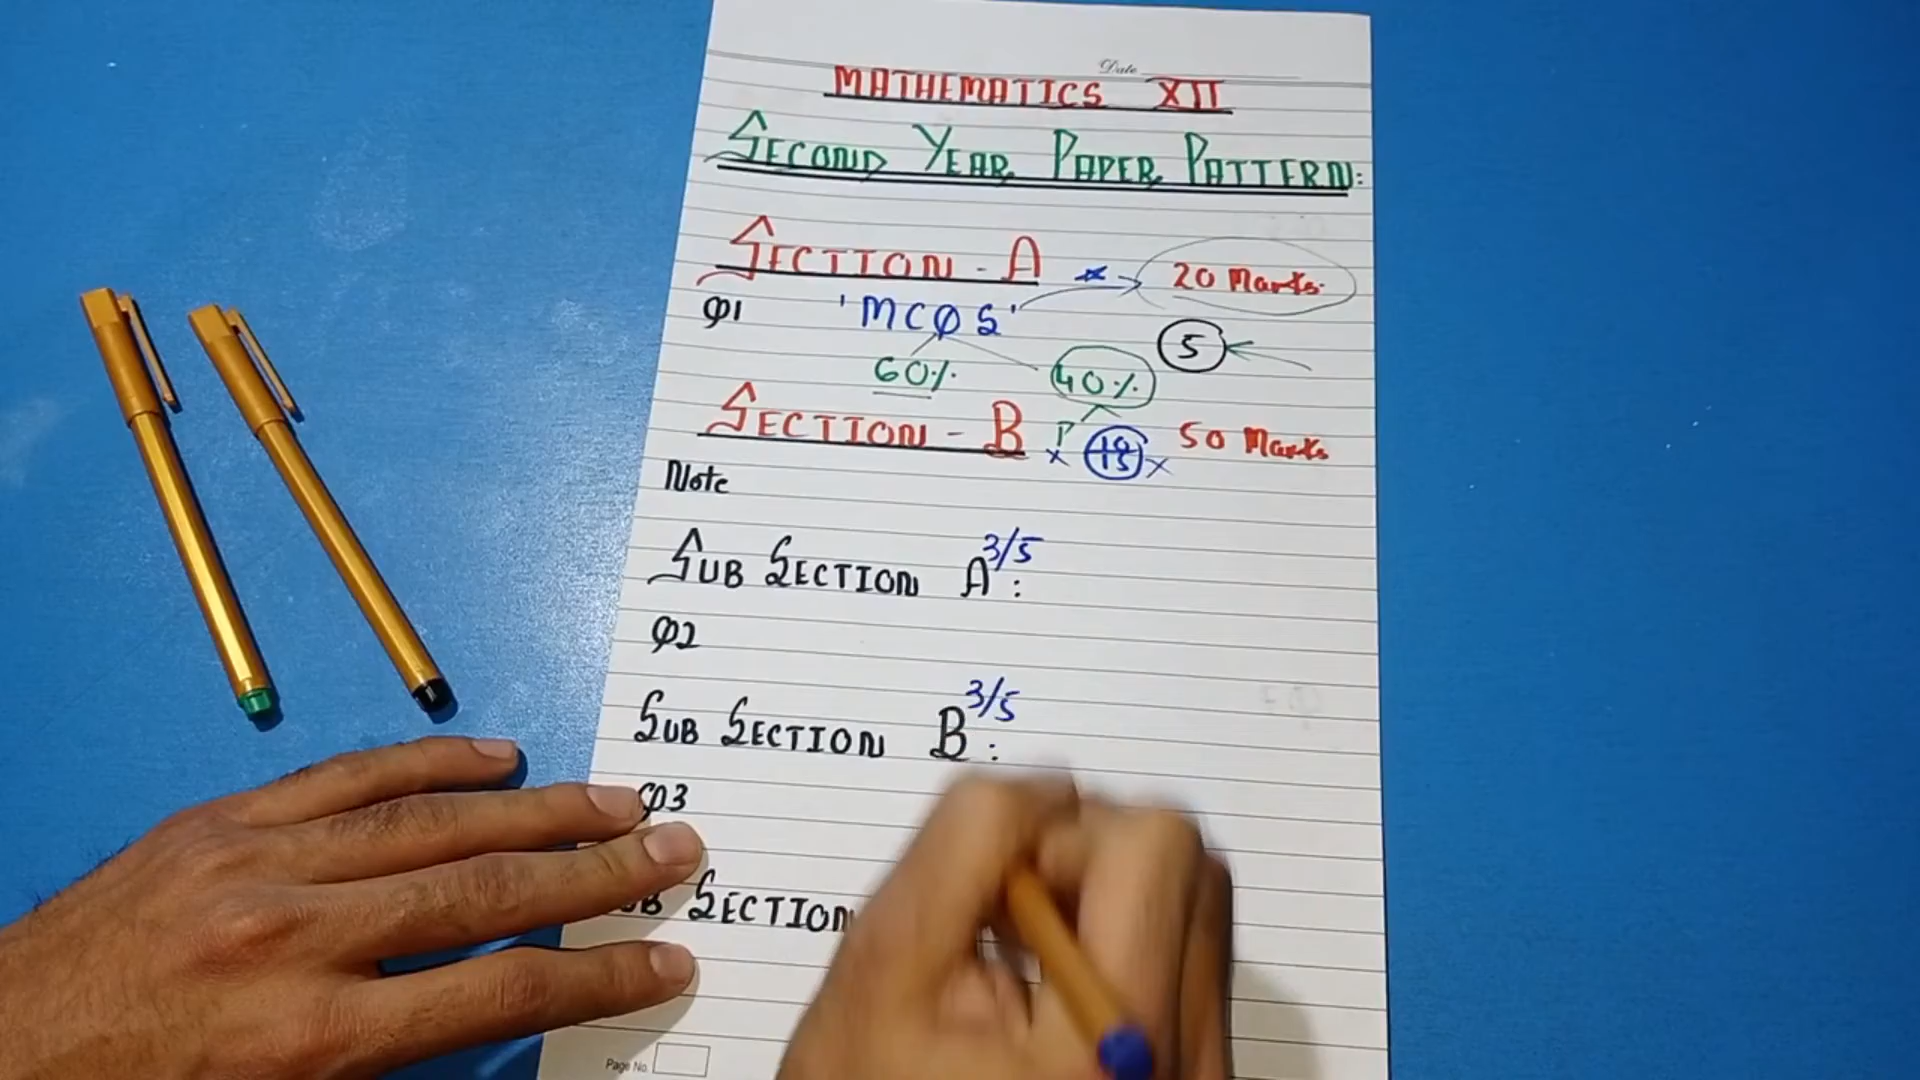 Date
MATHEMATICS XII
SECOND YEAR PAPER PATTERN:
SECTION - A 20 Marks
Q1 'MCQS' 5
60% 40%
SECTION - B 50 Marks
Note
SUB SECTION A: 3/5
Q2
SUB SECTION B: 3/5
Q3
SECTION
Page No.